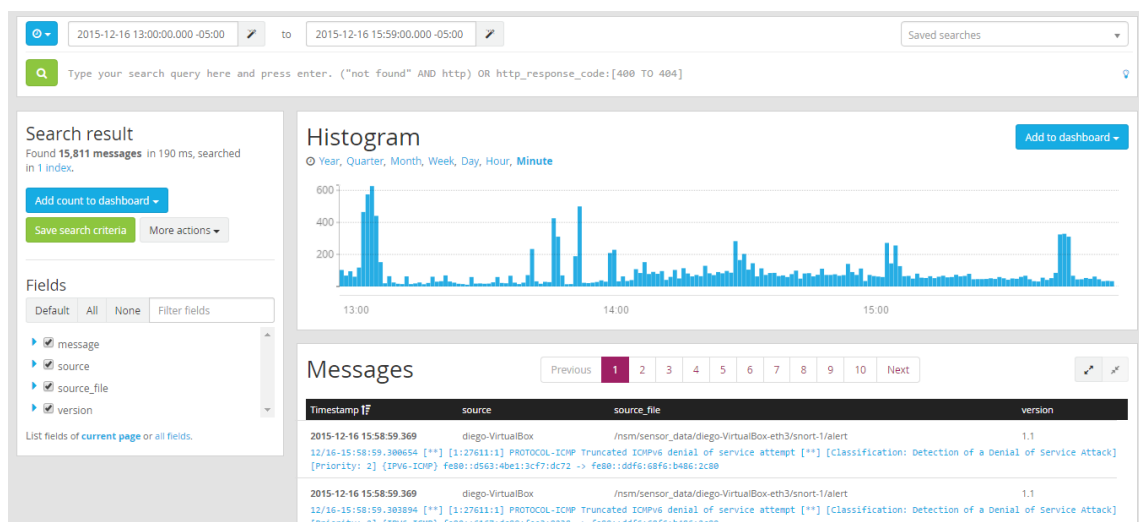 2015-12-16 13:00:00.000 -05:00 to 2015-12-16 15:59:00.000 -05:00 Saved searches
Type your search query here and press enter. ("not found" AND http) OR http_response_code:[400 TO 404]
Search result
Found 15,811 messages in 190 ms, searched
in 1 index.
Add count to dashboard
Save search criteria More actions
Fields
Default All None Filter fields
message
source
source_file
version
List fields of current page or all fields.
Histogram
Add to dashboard
Year, Quarter, Month, Week, Day, Hour, Minute
600
400
200
13:00 14:00 15:00
Messages
Previous 1 2 3 4 5 6 7 8 9 10 Next
Timestamp source source_file version
2015-12-16 15:58:59.369 diego-VirtualBox /nsm/sensor_data/diego-VirtualBox-eth3/snort-1/alert 1.1
12/16-15:58:59.300654 [**] [1:27611:1] PROTOCOL-ICMP Truncated ICMPv6 denial of service attempt [**] [Classification: Detection of a Denial of Service Attack]
[Priority: 2] {IPV6-ICMP} fe80::d563:4be1:3cf7:dc72 -> fe80::ddf6:68f6:b486:2c80
2015-12-16 15:58:59.369 diego-VirtualBox /nsm/sensor_data/diego-VirtualBox-eth3/snort-1/alert 1.1
12/16-15:58:59.303894 [**] [1:27611:1] PROTOCOL-ICMP Truncated ICMPv6 denial of service attempt [**] [Classification: Detection of a Denial of Service Attack]